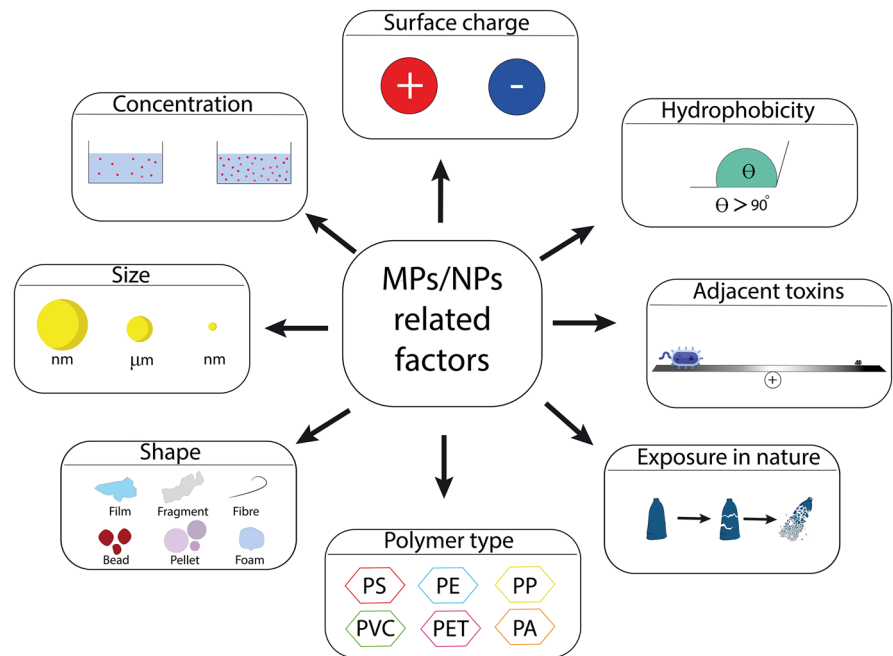 Surface charge
+
-
Concentration
Hydrophobicity
Θ
Θ > 90°
MPs/NPs
related
factors
Size
nm
μm
nm
Adjacent toxins
+
Shape
Film
Fragment
Fibre
Bead
Pellet
Foam
Exposure in nature
Polymer type
PS
PE
PP
PVC
PET
PA